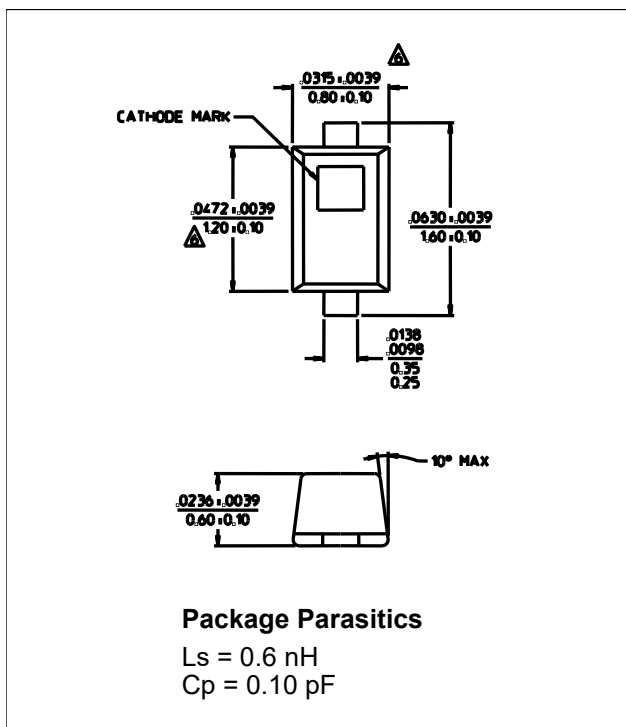 6
.0315±.0039
0.80±0.10
CATHODE MARK
.0472±.0039
1.20±0.10
6
.0630±.0039
1.60±0.10
.0138
.0098
0.35
0.25
10° MAX
.0236±.0039
0.60±0.10
Package Parasitics
Ls = 0.6 nH
Cp = 0.10 pF